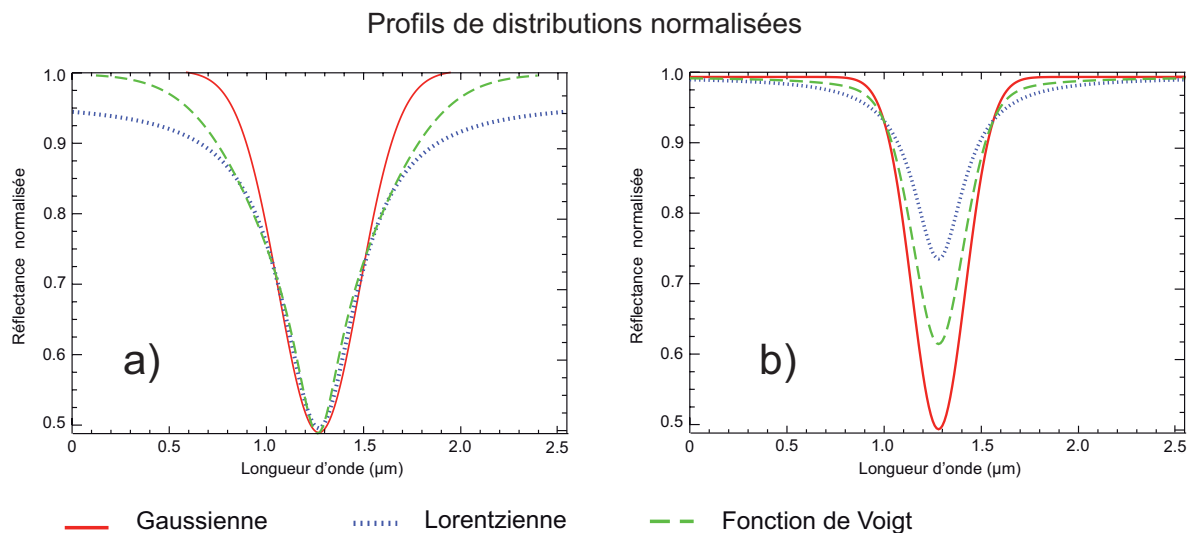 Profils de distributions normalisées
1.0
0.9
0.8
0.7
0.6
0.5
0
0.5
1.0
1.5
2.0
2.5
Réflectance normalisée
Longueur d'onde (µm)
a)
1.0
0.9
0.8
0.7
0.6
0.5
0
0.5
1.0
1.5
2.0
2.5
Réflectance normalisée
Longueur d'onde (µm)
b)
Gaussienne
Lorentzienne
Fonction de Voigt